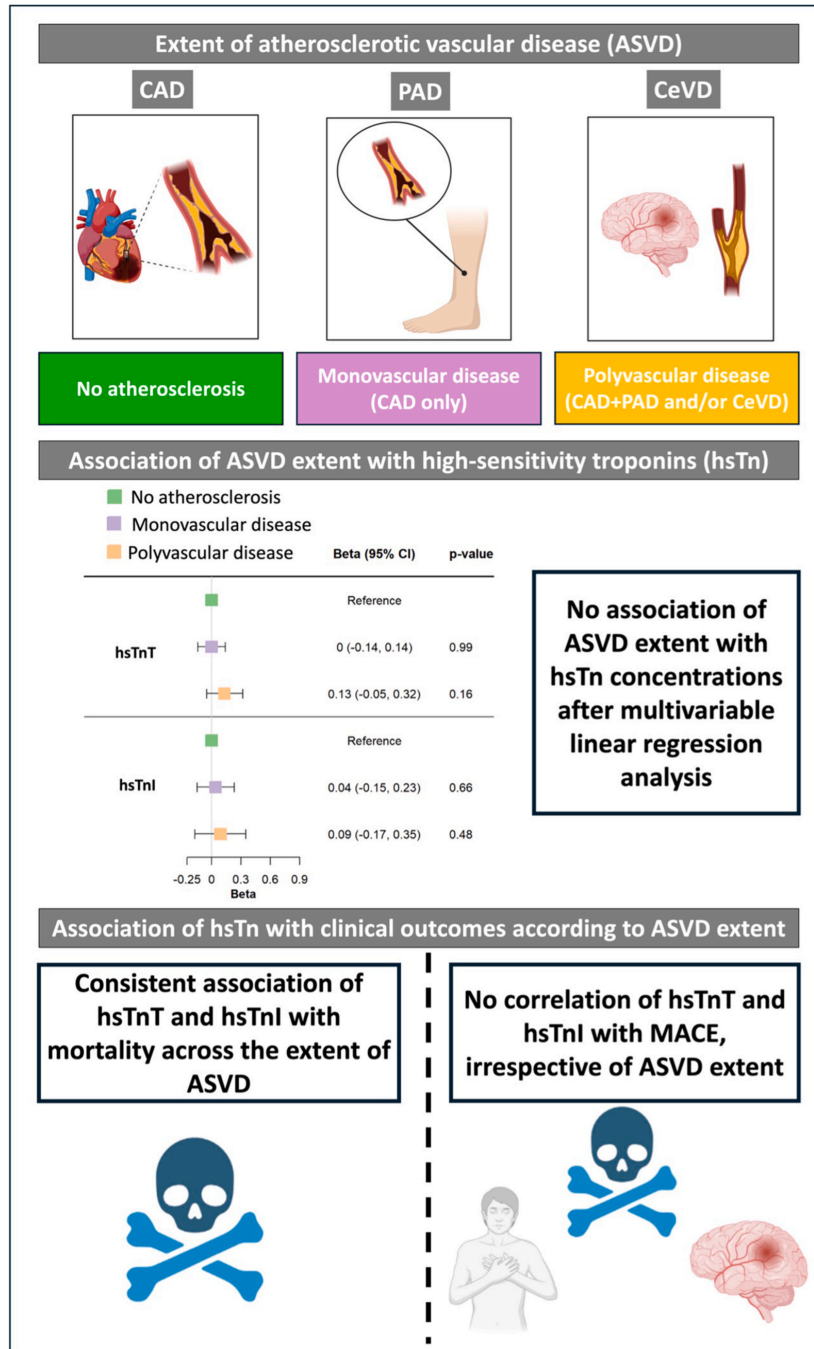 Extent of atherosclerotic vascular disease (ASVD)
CAD
PAD
CeVD
No atherosclerosis
Monovascular disease
(CAD only)
Polyvascular disease
(CAD+PAD and/or CeVD)
Association of ASVD extent with high-sensitivity troponins (hsTn)
No atherosclerosis
Monovascular disease
Polyvascular disease
Beta (95% CI)
p-value
Reference
hsTnT
0 (-0.14, 0.14)
0.99
0.13 (-0.05, 0.32)
0.16
Reference
hsTnI
0.04 (-0.15, 0.23)
0.66
0.09 (-0.17, 0.35)
0.48
-0.25 0 0.3 0.6 0.9
Beta
No association of
ASVD extent with
hsTn concentrations
after multivariable
linear regression
analysis
Association of hsTn with clinical outcomes according to ASVD extent
Consistent association of
hsTnT and hsTnI with
mortality across the extent of
ASVD
No correlation of hsTnT and
hsTnI with MACE,
irrespective of ASVD extent